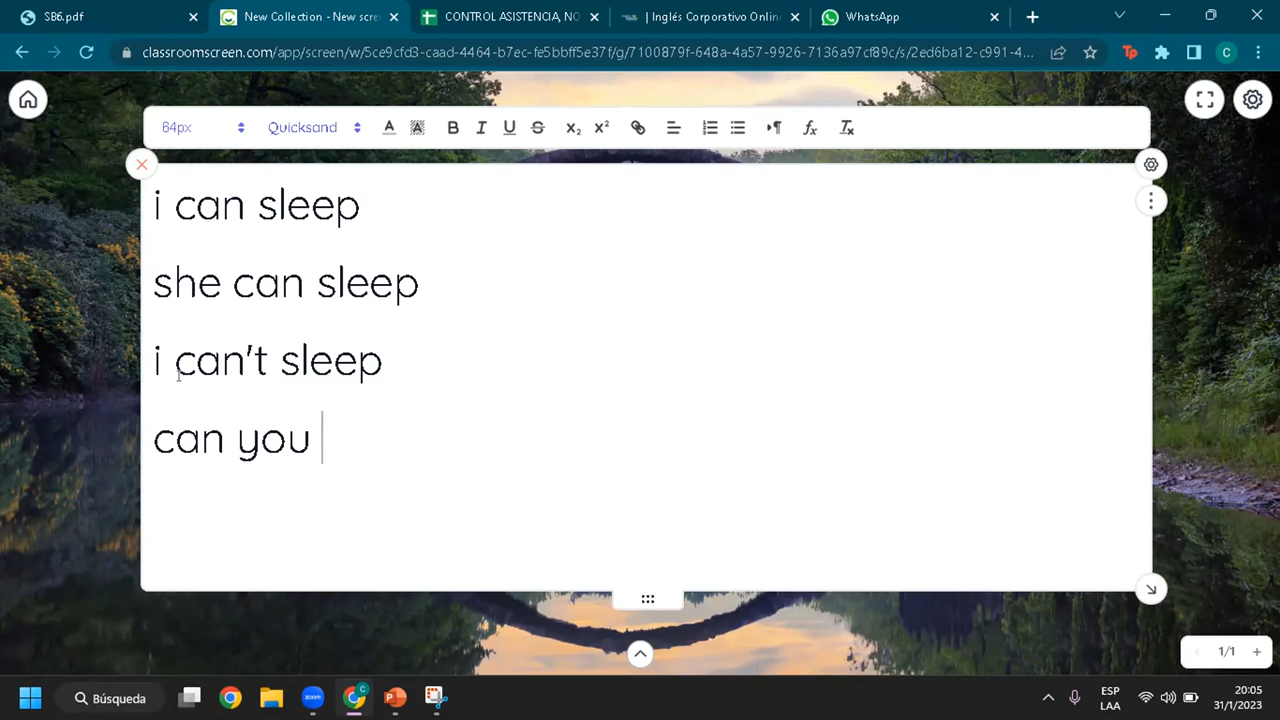 SB6.pdf
New Collection - New scre
CONTROL ASISTENCIA, NO
| Inglés Corporativo Onlin
WhatsApp
classroomscreen.com/app/screen/w/5ce9cfd3-caad-4464-b7ec-fe5bbff5e37f/g/7100879f-648a-4a57-9926-7136a97cf89c/s/2ed6ba12-c991-4...
64px
Quicksand
i can sleep
she can sleep
i can't sleep
can you
1/1
Búsqueda
zoom
ESP
LAA
20:05
31/1/2023